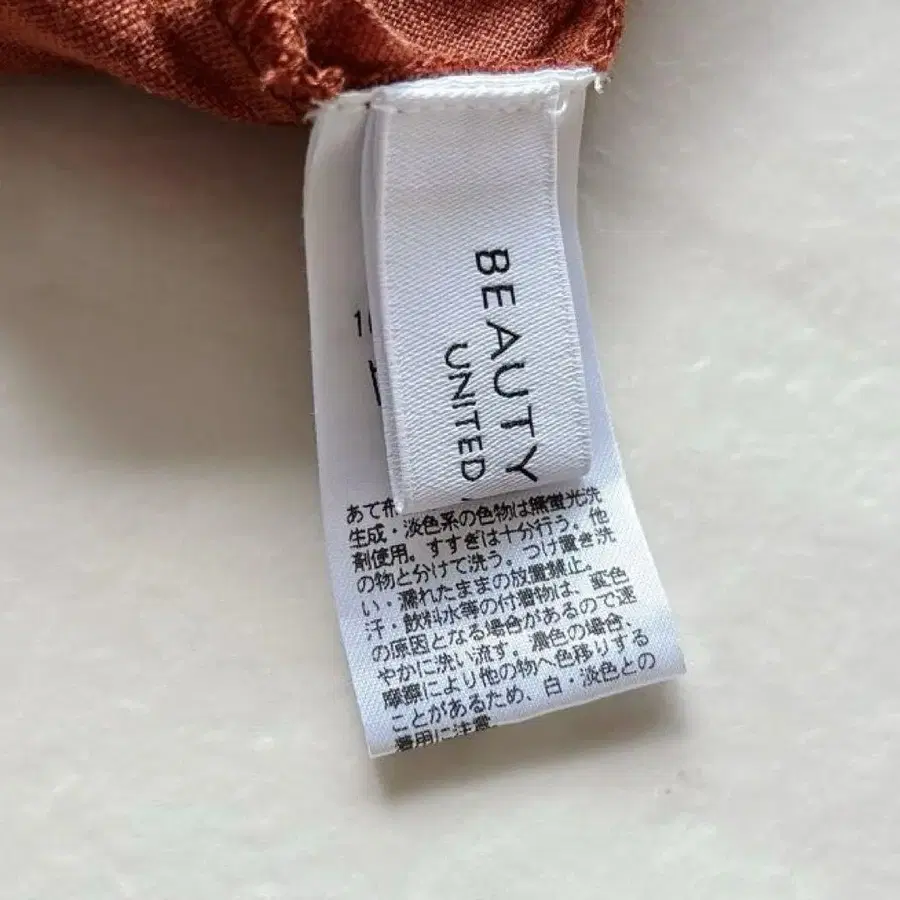 BEAUTY
UNITED
あて布
生成・淡色系の色物は無蛍光洗
剤使用。すすぎは十分行う。他
の物と分けて洗う。つけ置き洗
い・濡れたままの放置禁止。
汗・飲料水等の付着物は、変色
の原因となる場合があるので速
やかに洗い流す。濃色の場合、
摩擦により他の物へ色移りする
ことがあるため、白・淡色との
着用に注意